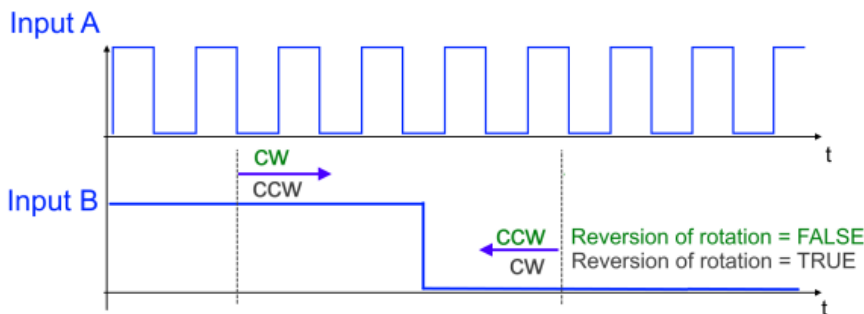 Input A
t
cw
ccw
Input B
ccw Reversion of rotation = FALSE
cw Reversion of rotation = TRUE
t